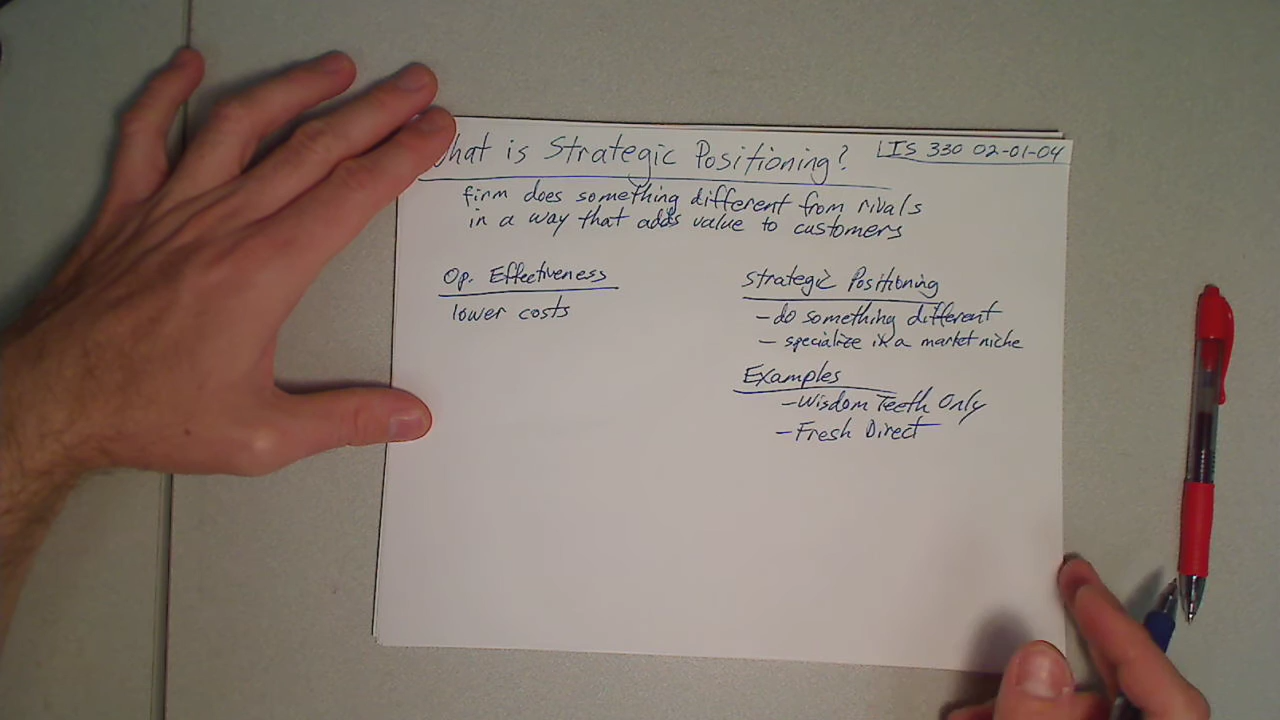 What is Strategic Positioning?
LIS 330 02-01-04
firm does something different from rivals
in a way that adds value to customers
Op. Effectiveness
lower costs
Strategic Positioning
- do something different
- specialize in a market niche
Examples
- Wisdom Teeth Only
- Fresh Direct